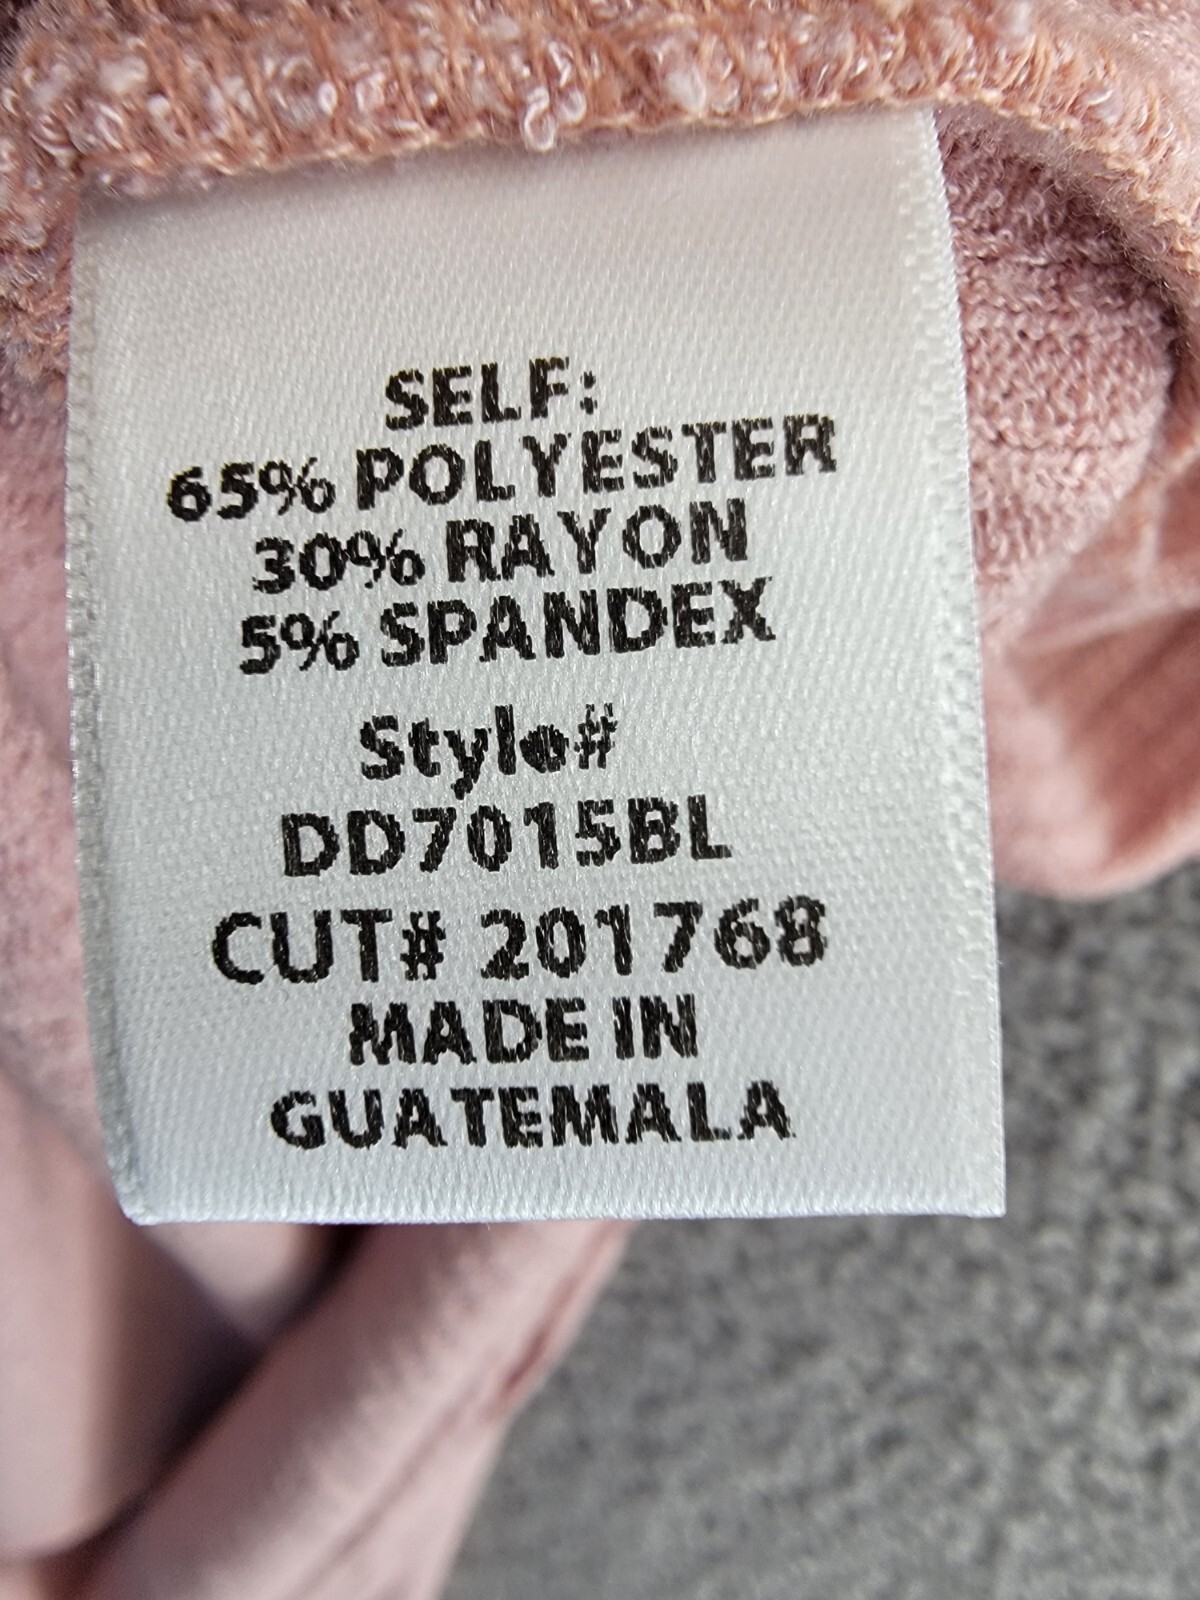 SELF:
65% POLYESTER
30% RAYON
5% SPANDEX
Style#
DD7015BL
CUT# 201768
MADE IN
GUATEMALA